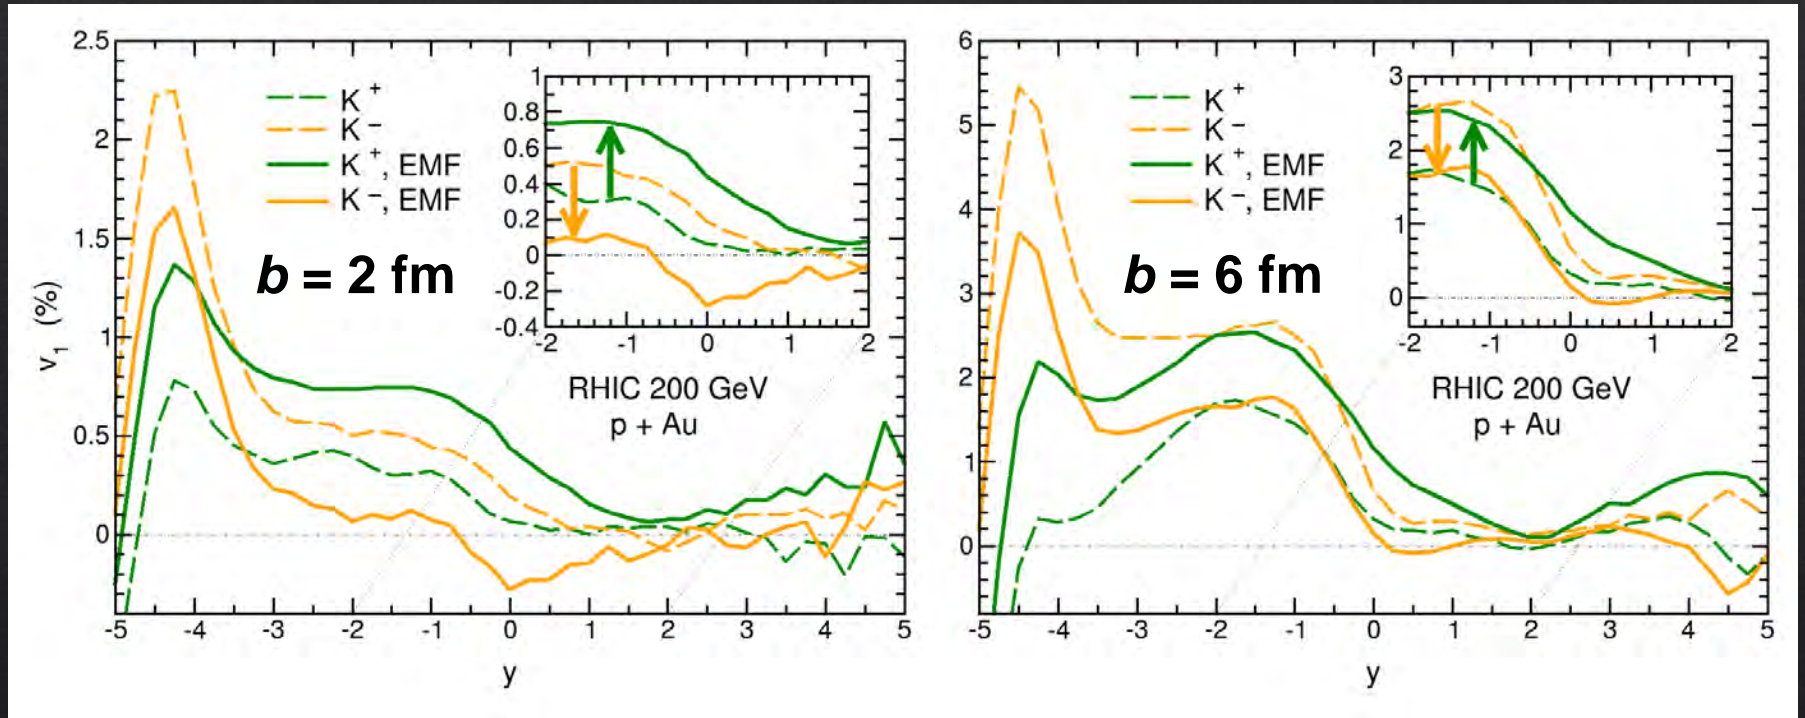 2.5
2
1.5
1
0.5
0
v₁ (%)
K⁺
K⁻
K⁺, EMF
K⁻, EMF
b = 2 fm
1
0.8
0.6
0.4
0.2
0
-0.2
-0.4
-2 -1 0 1 2
RHIC 200 GeV
p + Au
-5 -4 -3 -2 -1 0 1 2 3 4 5
y
6
5
4
3
2
1
0
K⁺
K⁻
K⁺, EMF
K⁻, EMF
b = 6 fm
3
2
1
0
-2 -1 0 1 2
RHIC 200 GeV
p + Au
-5 -4 -3 -2 -1 0 1 2 3 4 5
y